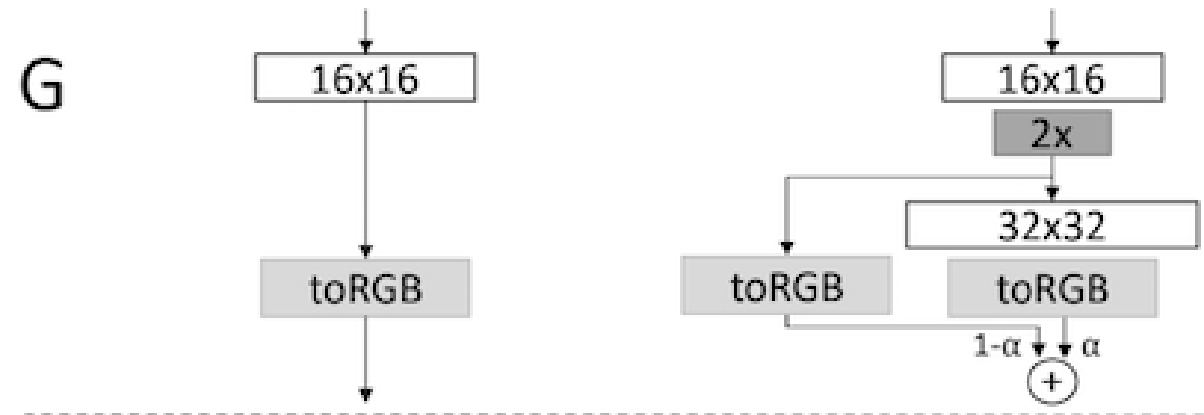 G
16x16
toRGB
16x16
2x
32x32
toRGB
toRGB
1-α
α
+